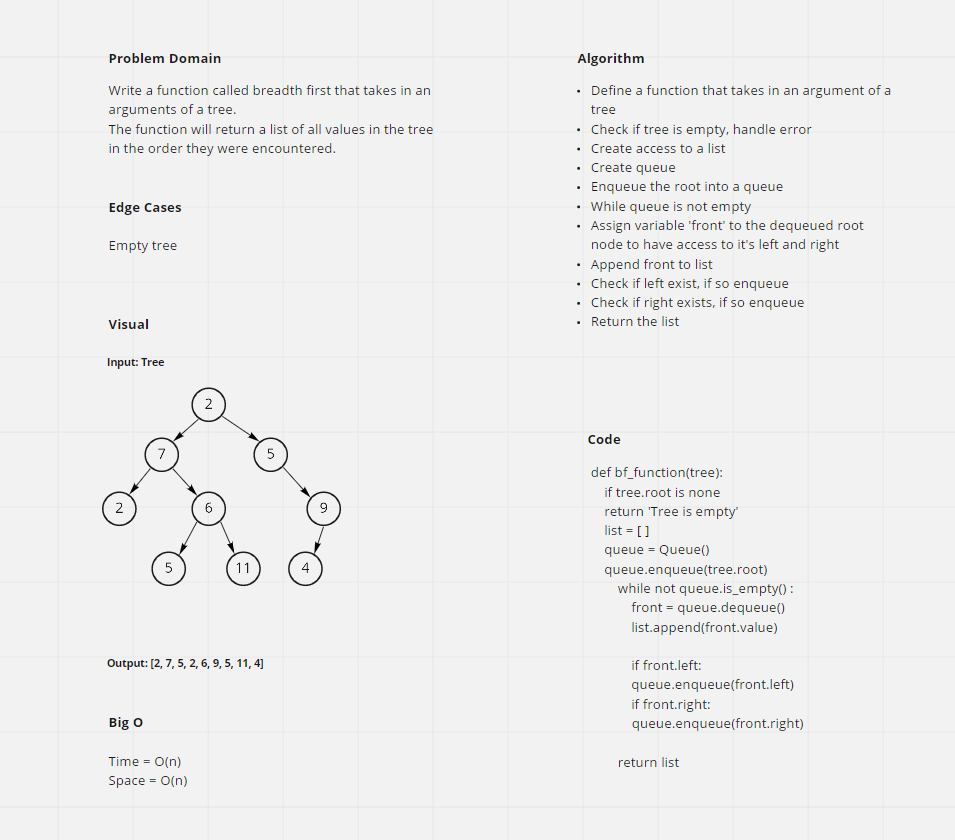 Problem Domain
Write a function called breadth first that takes in an
arguments of a tree.
The function will return a list of all values in the tree
in the order they were encountered.
Edge Cases
Empty tree
Visual
Input: Tree
2
7
5
2
6
9
5
11
4
Output: [2, 7, 5, 2, 6, 9, 5, 11, 4]
Big O
Time = O(n)
Space = O(n)
Algorithm
• Define a function that takes in an argument of a
tree
• Check if tree is empty, handle error
• Create access to a list
• Create queue
• Enqueue the root into a queue
• While queue is not empty
• Assign variable 'front' to the dequeued root
node to have access to it's left and right
• Append front to list
• Check if left exist, if so enqueue
• Check if right exists, if so enqueue
• Return the list
Code
def bf_function(tree):
if tree.root is none
return 'Tree is empty'
list = [ ]
queue = Queue()
queue.enqueue(tree.root)
while not queue.is_empty() :
front = queue.dequeue()
list.append(front.value)
if front.left:
queue.enqueue(front.left)
if front.right:
queue.enqueue(front.right)
return list